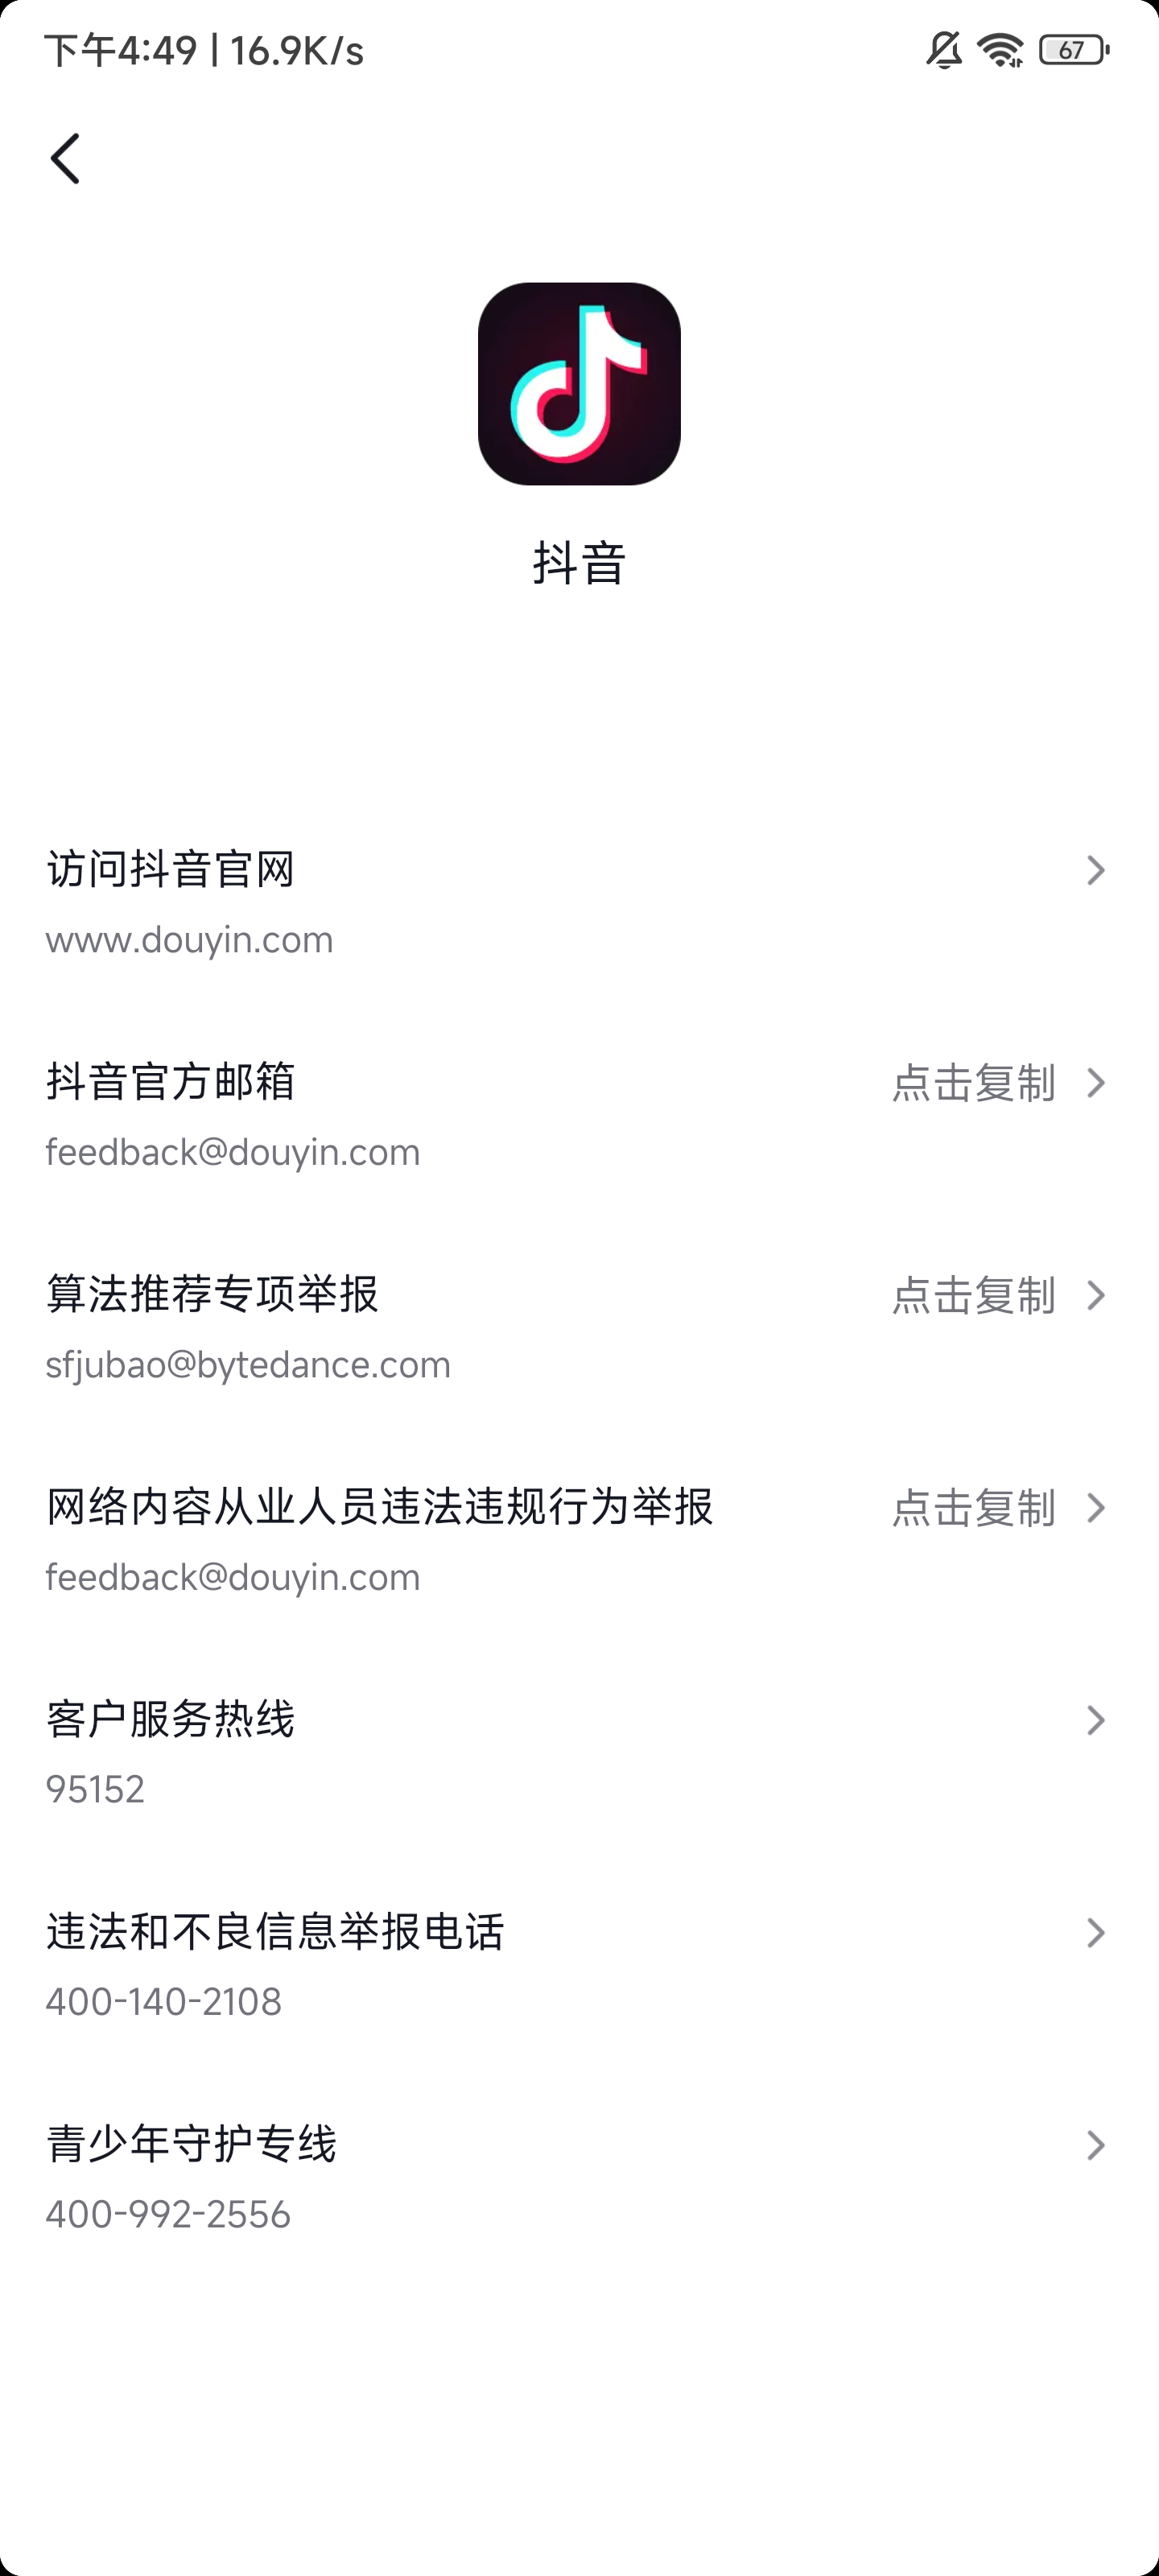 下午4:49 | 16.9K/s
67
抖音
访问抖音官网
www.douyin.com
抖音官方邮箱 点击复制
feedback@douyin.com
算法推荐专项举报 点击复制
sfjubao@bytedance.com
网络内容从业人员违法违规行为举报 点击复制
feedback@douyin.com
客户服务热线
95152
违法和不良信息举报电话
400-140-2108
青少年守护专线
400-992-2556